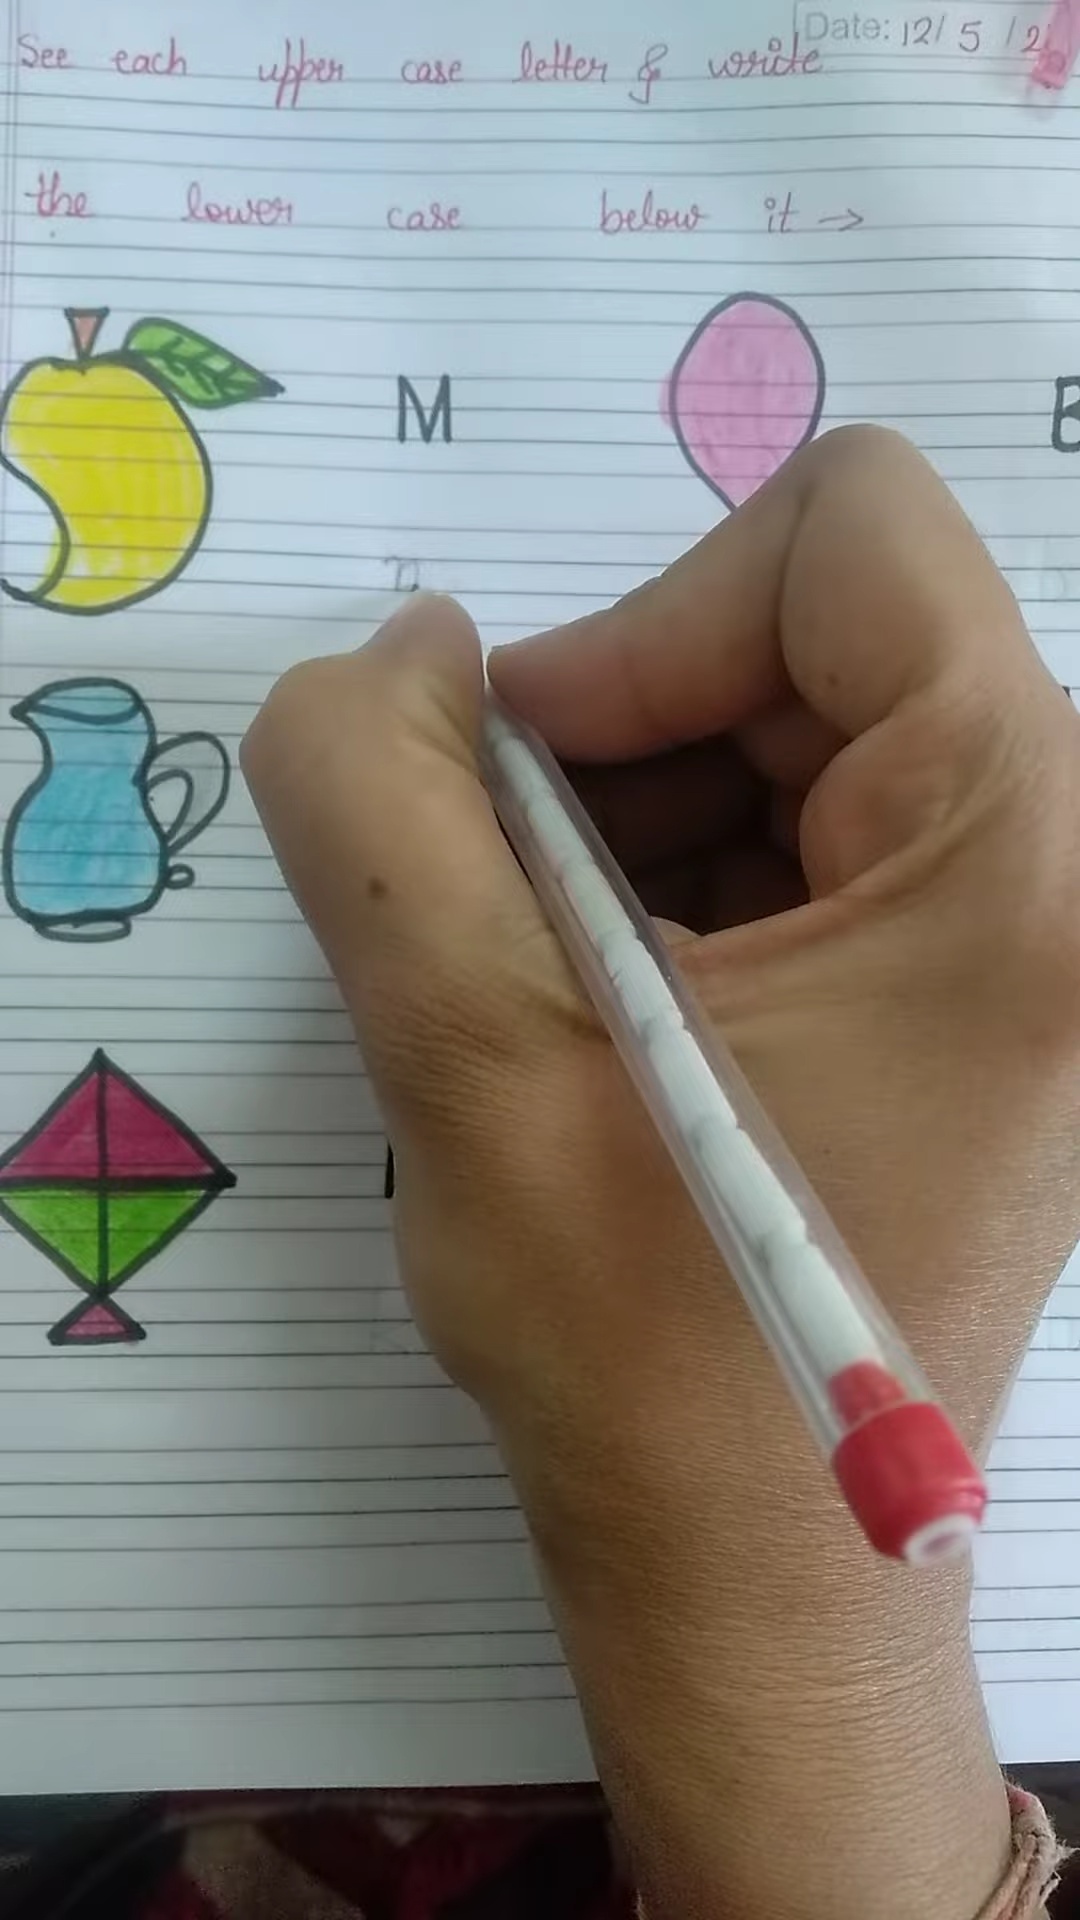 Date: 12/5/2
See each upper case letter & write
the lower case below it →
M
B